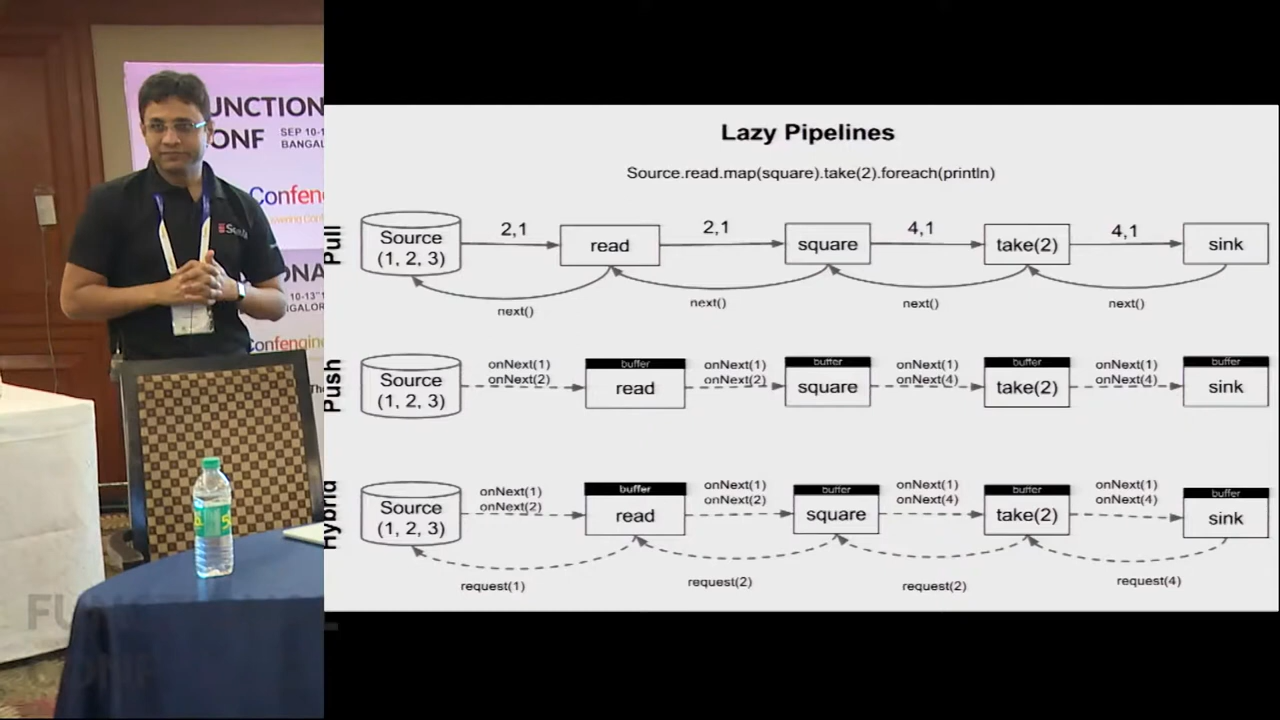 UNCTION
ONF
SEP 10-1
BANGAL
Confen
10-13
Confengin
Lazy Pipelines
Source.read.map(square).take(2).foreach(println)
Pull
Source
(1, 2, 3)
2,1
read
2,1
square
4,1
take(2)
4,1
sink
next()
next()
next()
next()
Push
Source
(1, 2, 3)
onNext(1)
onNext(2)
buffer
read
onNext(1)
onNext(2)
buffer
square
onNext(1)
onNext(4)
buffer
take(2)
onNext(1)
onNext(4)
buffer
sink
Hybrid
Source
(1, 2, 3)
onNext(1)
onNext(2)
buffer
read
onNext(1)
onNext(2)
buffer
square
onNext(1)
onNext(4)
buffer
take(2)
onNext(1)
onNext(4)
buffer
sink
request(1)
request(2)
request(2)
request(4)